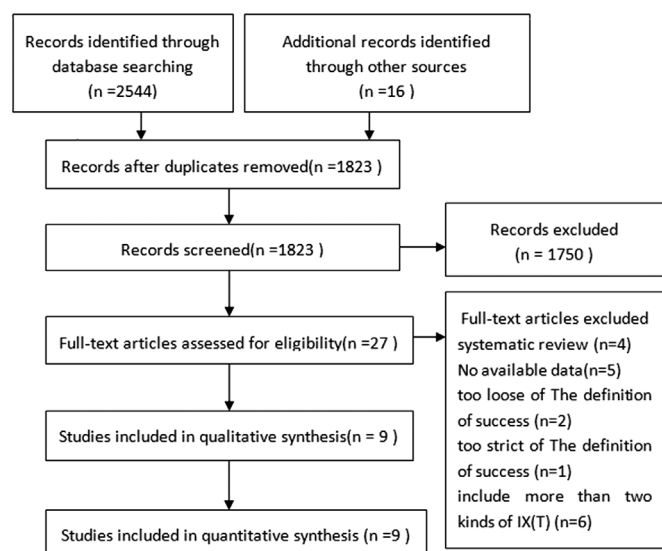 Records identified through
database searching
(n =2544)
Additional records identified
through other sources
(n =16 )
Records after duplicates removed(n =1823 )
Records screened(n =1823 )
Records excluded
(n = 1750 )
Full-text articles assessed for eligibility(n =27 )
Full-text articles excluded
systematic review (n=4)
No available data(n=5)
too loose of The definition
of success (n=2)
too strict of The definition
of success (n=1)
include more than two
kinds of IX(T) (n=6)
Studies included in qualitative synthesis(n = 9 )
Studies included in quantitative synthesis (n =9 )